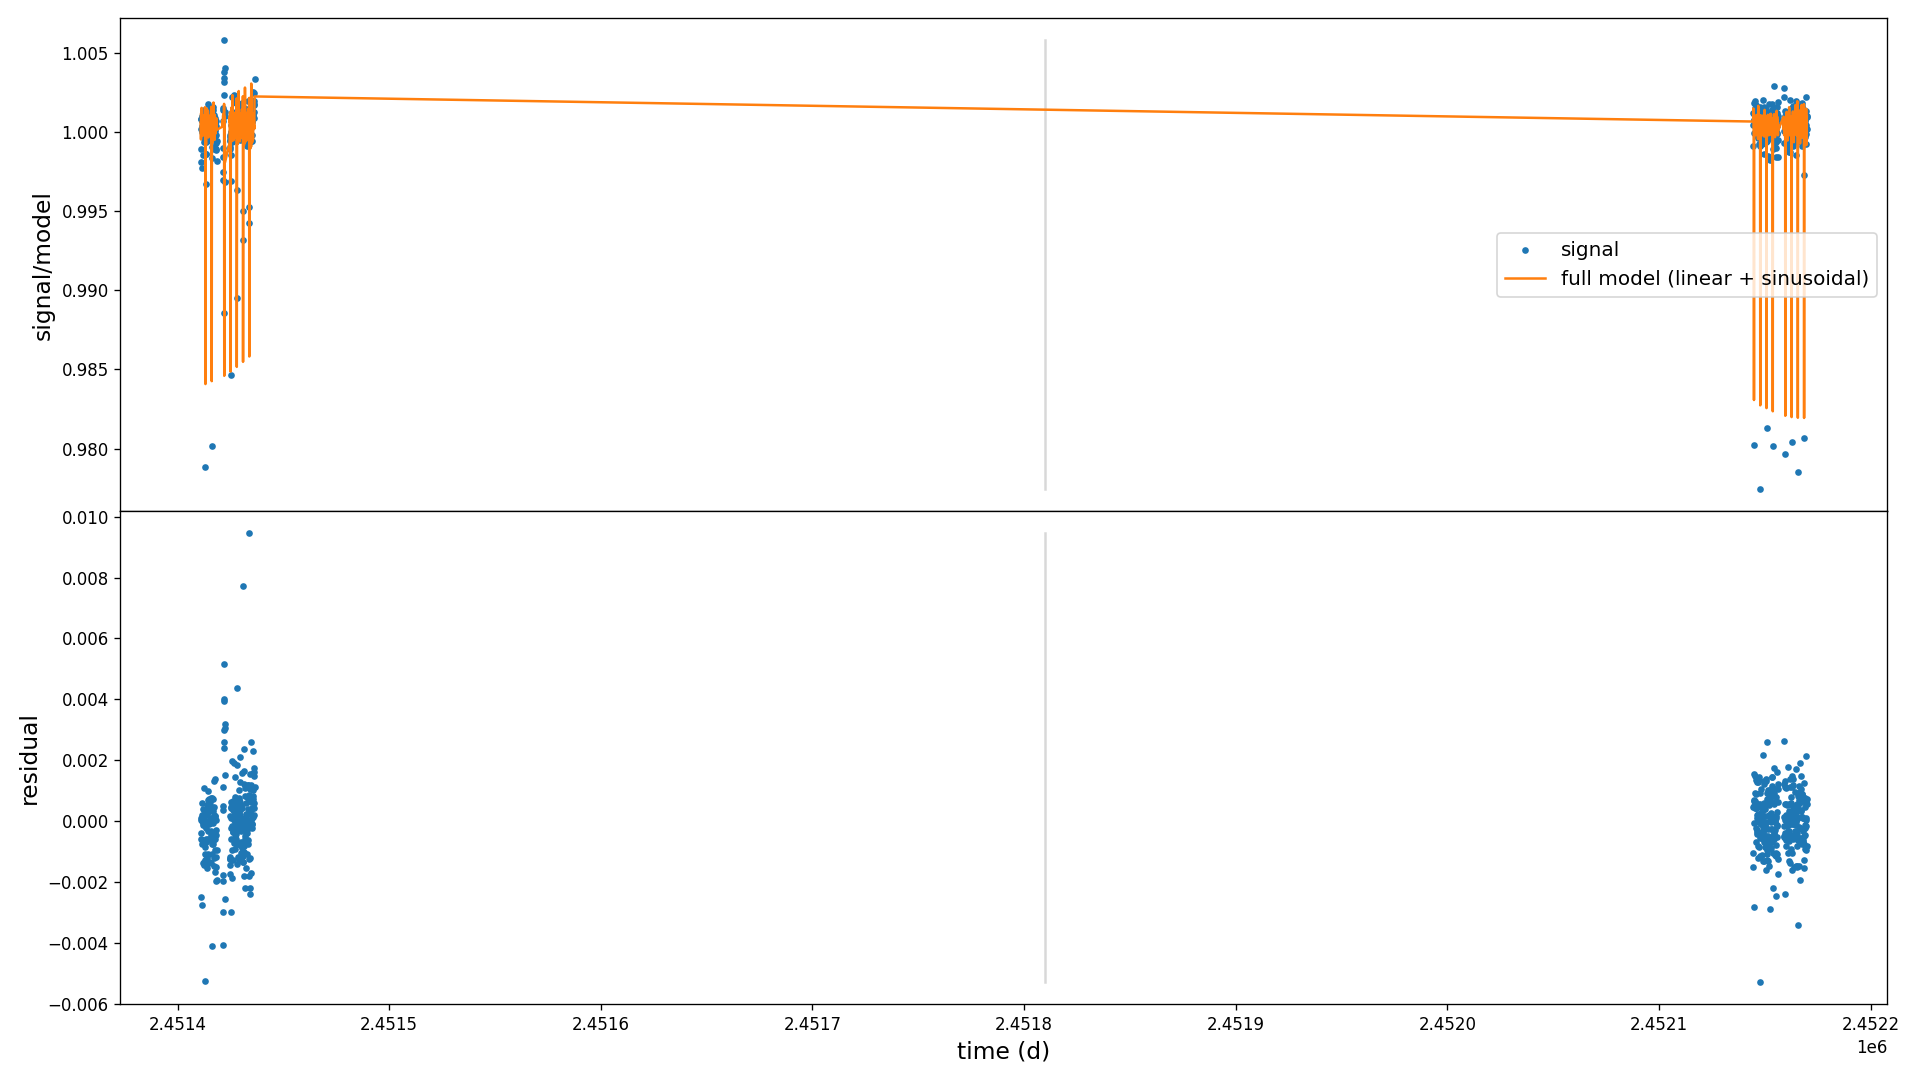 1.005
1.000
0.995
0.990
0.985
0.980
signal/model
signal
full model (linear + sinusoidal)
0.010
0.008
0.006
0.004
0.002
0.000
−0.002
−0.004
−0.006
residual
2.4514 2.4515 2.4516 2.4517 2.4518 2.4519 2.4520 2.4521 2.4522
1e6
time (d)